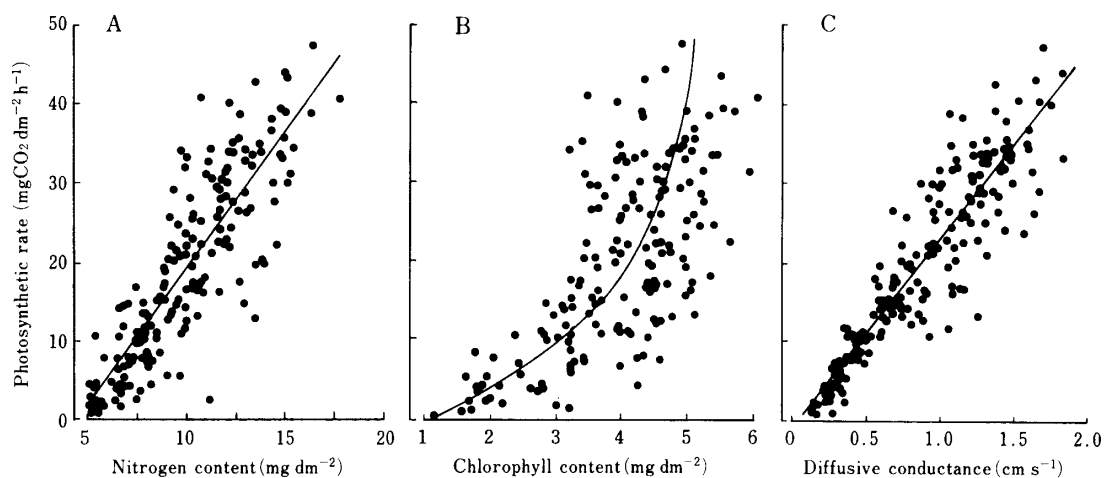 A
B
C
Photosynthetic rate (mgCO₂ dm⁻² h⁻¹)
50
40
30
20
10
0
5 10 15 20
1 2 3 4 5 6
0 0.5 1.0 1.5 2.0
Nitrogen content (mg dm⁻²)
Chlorophyll content (mg dm⁻²)
Diffusive conductance (cm s⁻¹)